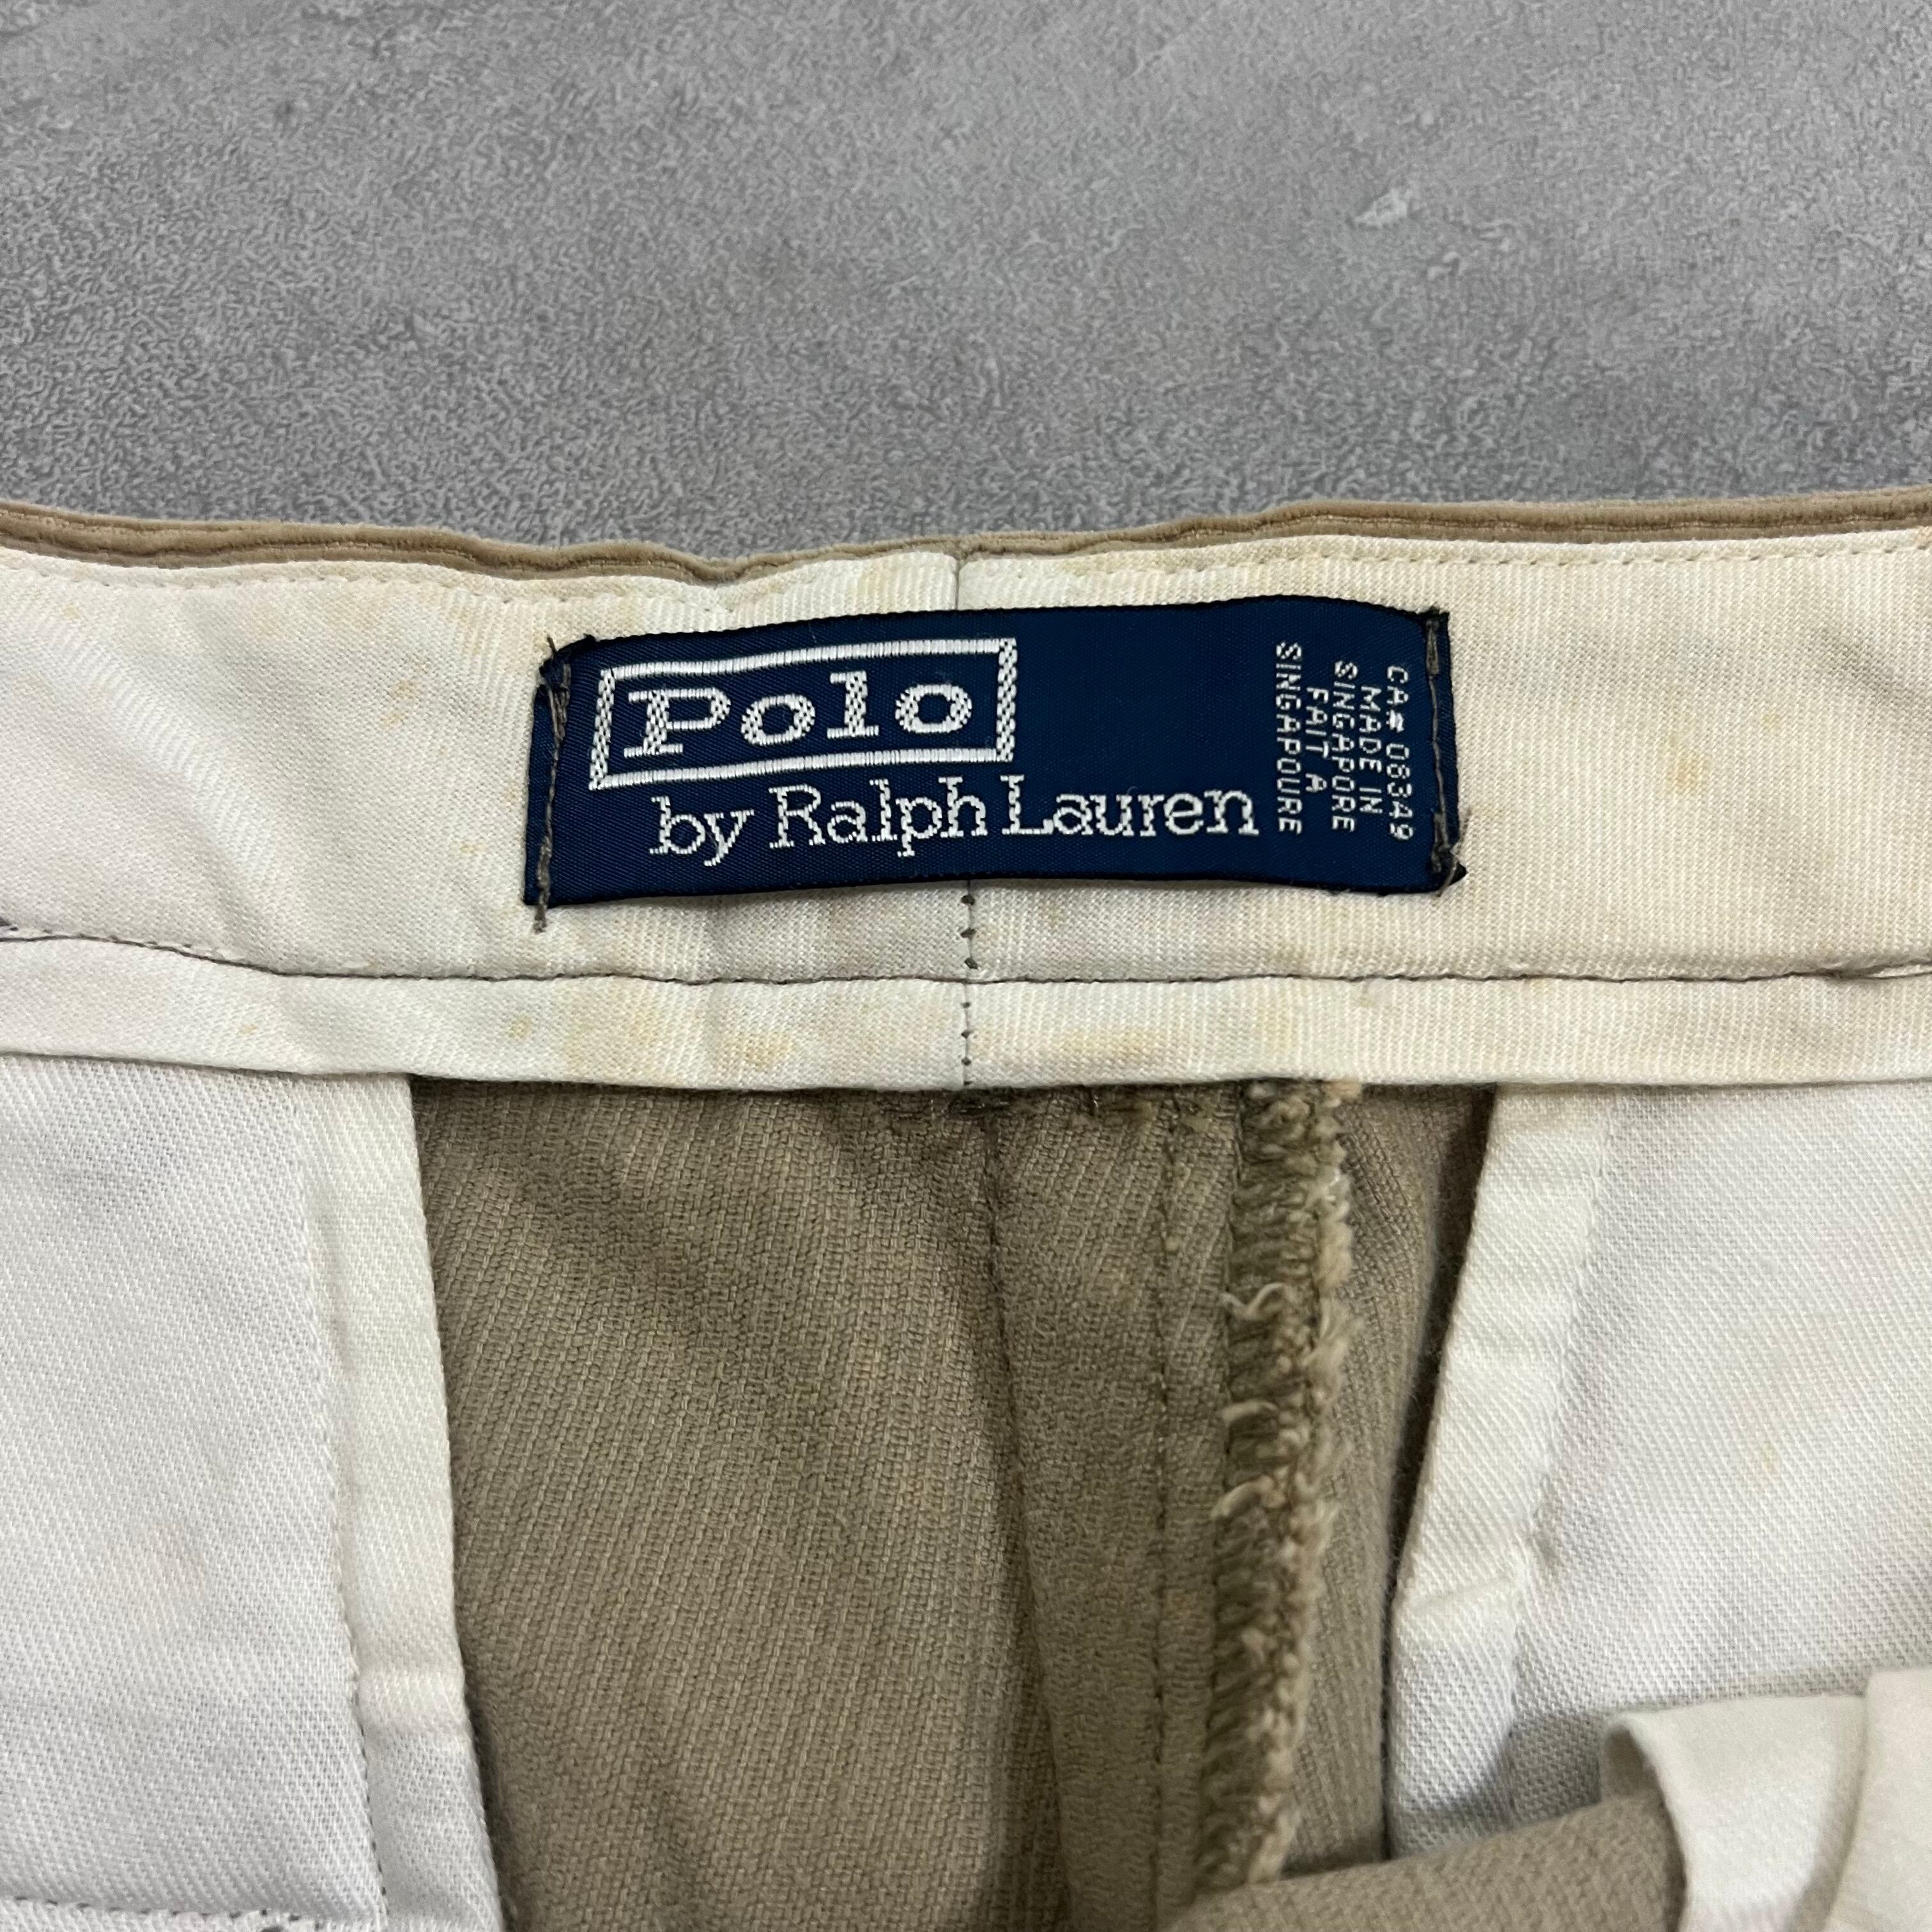 Polo
by Ralph Lauren
CA# 08349
MADE IN
SINGAPORE
FAIT A
SINGAPOURE